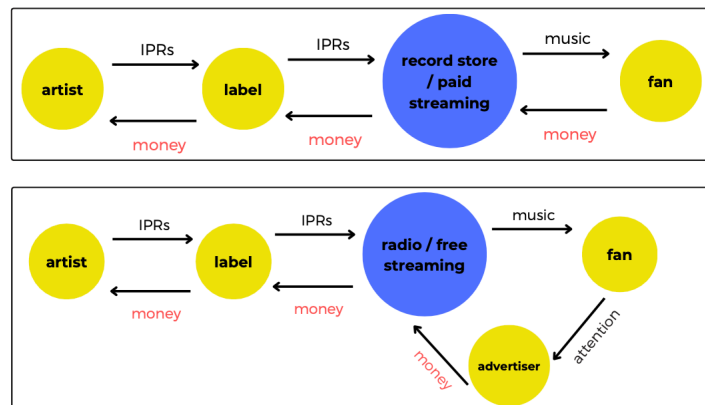 IPRs
IPRs
music
artist
label
record store
/ paid
streaming
fan
money
money
money
IPRs
IPRs
music
artist
label
radio / free
streaming
fan
money
money
money
attention
advertiser